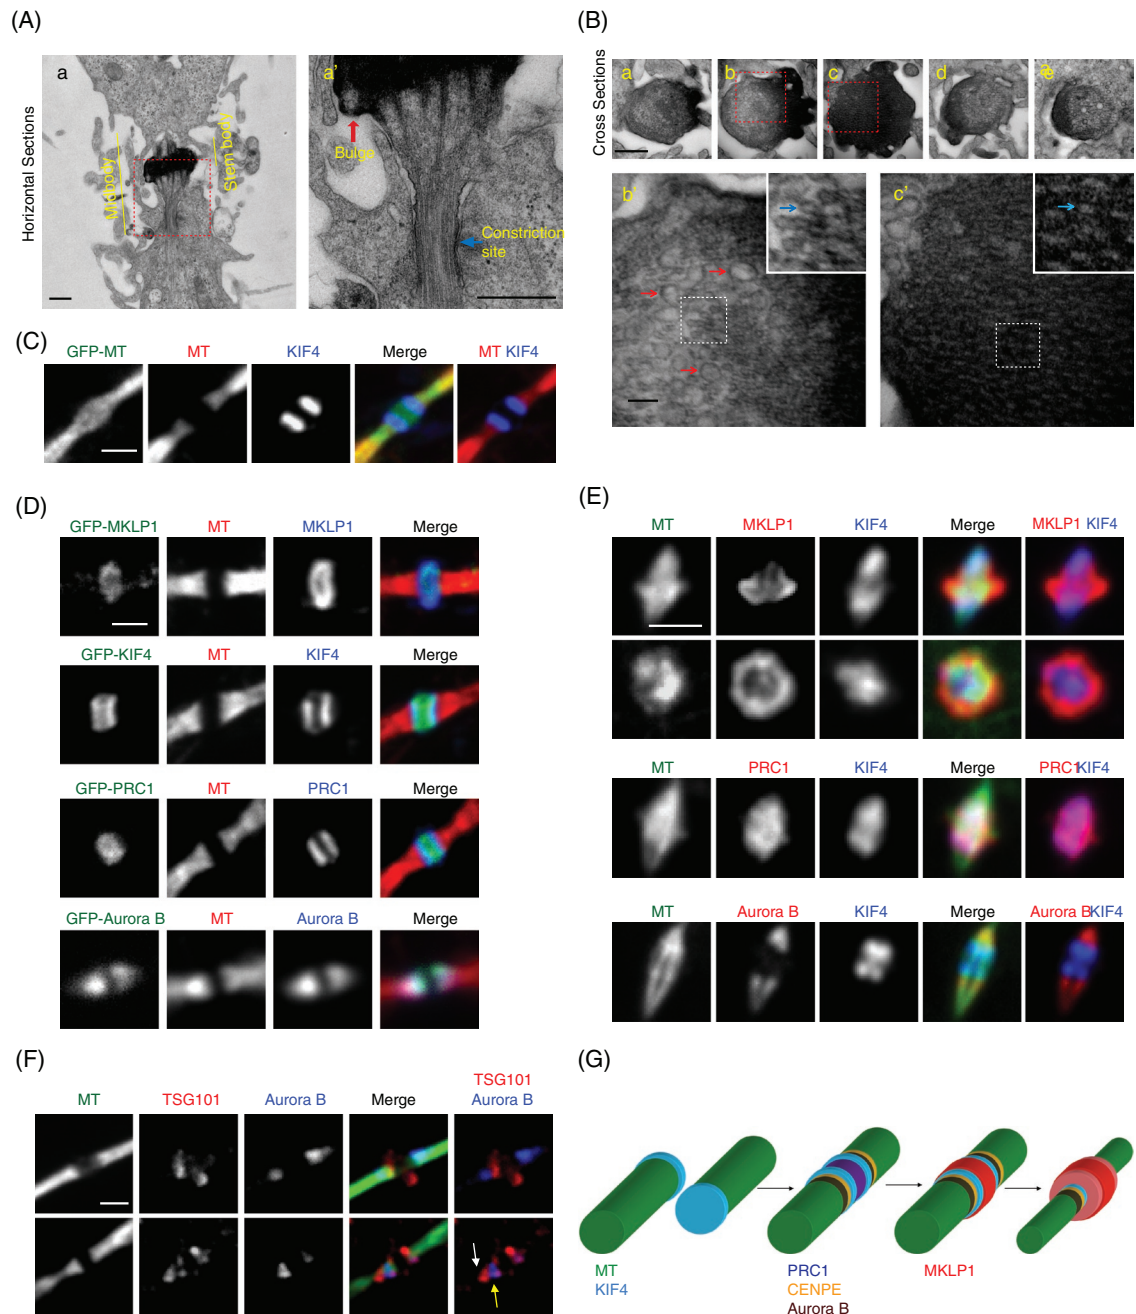 (A)
Horizontal Sections
a
Midbody
Stem body
a'
Bulge
Constriction
site
(B)
Cross Sections
a
b
c
d
e
b'
c'
(C)
GFP-MT MT KIF4 Merge MT KIF4
(D)
GFP-MKLP1 MT MKLP1 Merge
GFP-KIF4 MT KIF4 Merge
GFP-PRC1 MT PRC1 Merge
GFP-Aurora B MT Aurora B Merge
(E)
MT MKLP1 KIF4 Merge MKLP1 KIF4
MT PRC1 KIF4 Merge PRC1KIF4
MT Aurora B KIF4 Merge Aurora BKIF4
(F)
TSG101
MT TSG101 Aurora B Merge Aurora B
(G)
MT
KIF4
PRC1
CENPE
Aurora B
MKLP1